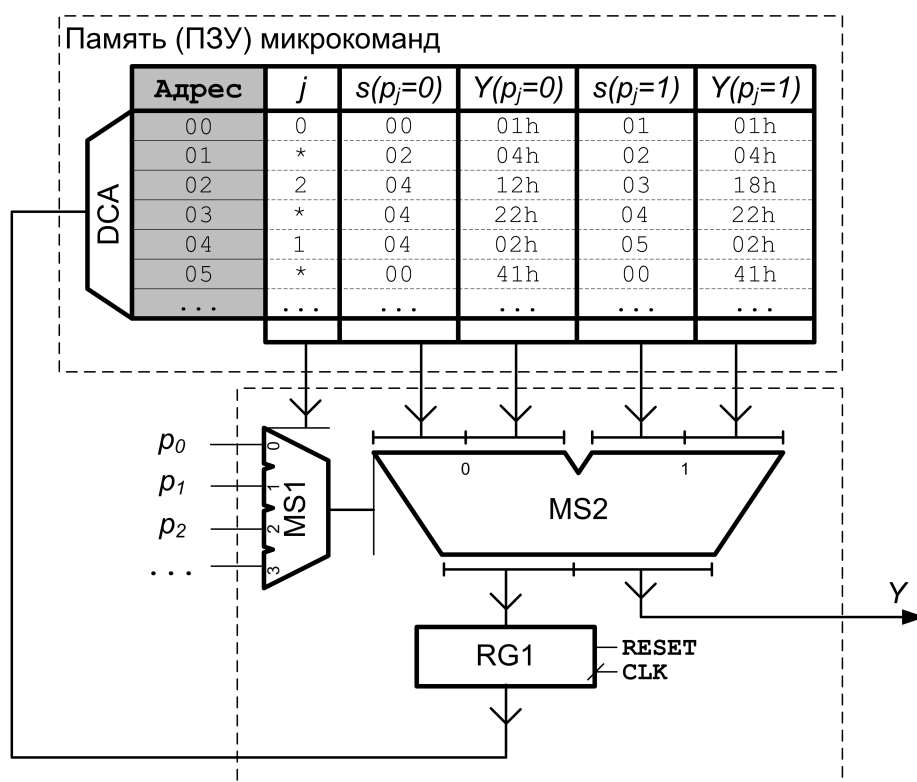 Память (ПЗУ) микрокоманд
Адрес j s(pj=0) Y(pj=0) s(pj=1) Y(pj=1)
00 0 00 01h 01 01h
01 * 02 04h 02 04h
02 2 04 12h 03 18h
03 * 04 22h 04 22h
04 1 04 02h 05 02h
05 * 00 41h 00 41h
... ... ... ... ... ...
DCA
p0
p1
p2
...
0
1
2
3
MS1
0 1
MS2
Y
RG1
RESET
CLK